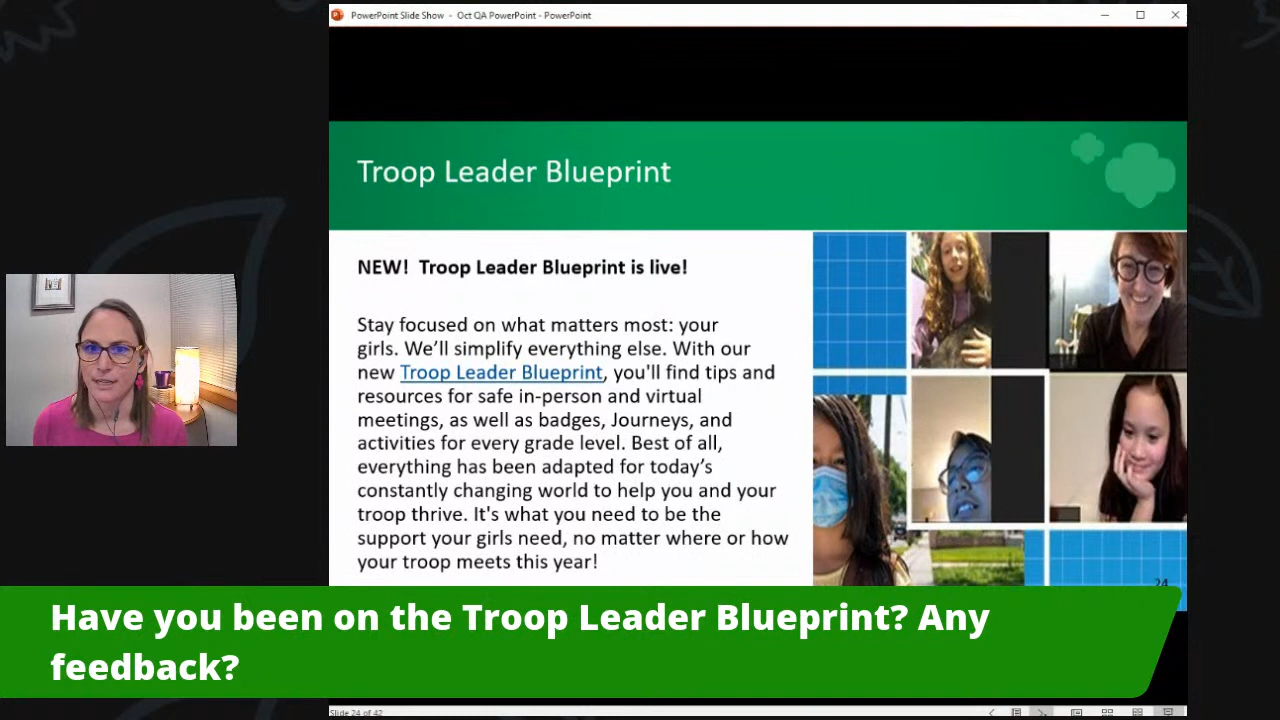 PowerPoint Slide Show - Oct QA PowerPoint - PowerPoint
Troop Leader Blueprint
NEW! Troop Leader Blueprint is live!
Stay focused on what matters most: your
girls. We’ll simplify everything else. With our
new Troop Leader Blueprint, you'll find tips and
resources for safe in-person and virtual
meetings, as well as badges, Journeys, and
activities for every grade level. Best of all,
everything has been adapted for today’s
constantly changing world to help you and your
troop thrive. It's what you need to be the
support your girls need, no matter where or how
your troop meets this year!
24
Have you been on the Troop Leader Blueprint? Any
feedback?
Slide 24 of 42